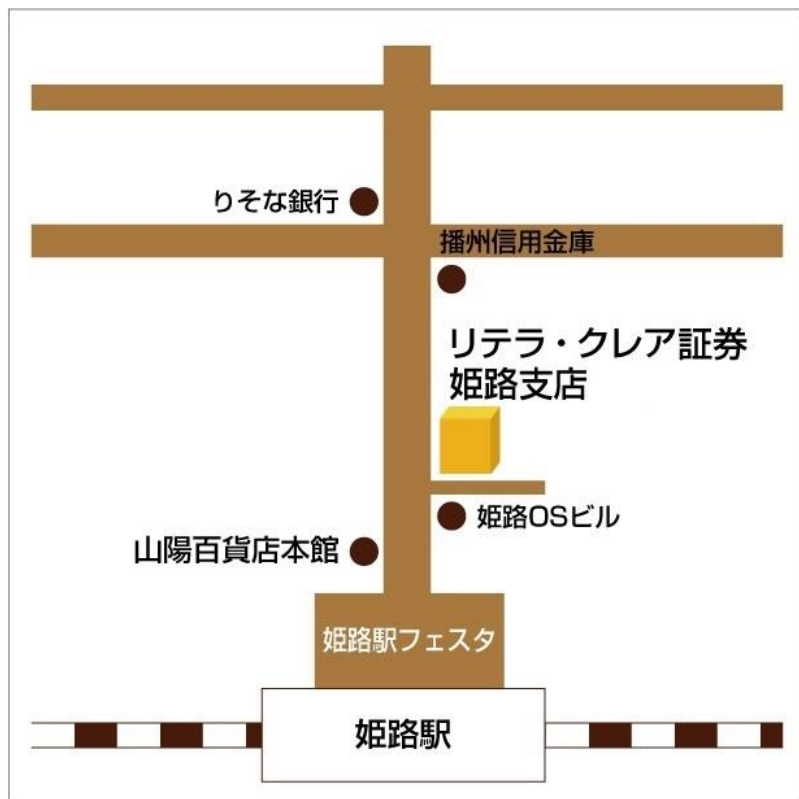 りそな銀行
播州信用金庫
リテラ・クレア証券
姫路支店
姫路OSビル
山陽百貨店本館
姫路駅フェスタ
姫路駅